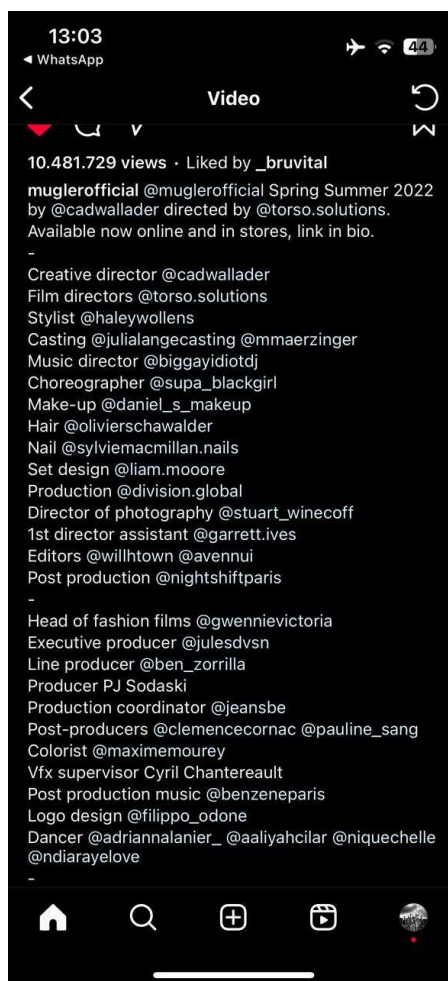 13:03
44
WhatsApp
Video
10.481.729 views · Liked by _bruvital
muglerofficial @muglerofficial Spring Summer 2022
by @cadwallader directed by @torso.solutions.
Available now online and in stores, link in bio.
-
Creative director @cadwallader
Film directors @torso.solutions
Stylist @haleywollens
Casting @julialangecasting @mmaerzinger
Music director @biggayidiotdj
Choreographer @supa_blackgirl
Make-up @daniel_s_makeup
Hair @olivierschawalder
Nail @sylviemacmillan.nails
Set design @liam.mooore
Production @division.global
Director of photography @stuart_winecoff
1st director assistant @garrett.ives
Editors @willhtown @avennui
Post production @nightshiftparis
-
Head of fashion films @gwennievictoria
Executive producer @julesdvsn
Line producer @ben_zorrilla
Producer PJ Sodaski
Production coordinator @jeansbe
Post-producers @clemencecornac @pauline_sang
Colorist @maximemourey
Vfx supervisor Cyril Chantereault
Post production music @benzeneparis
Logo design @filippo_odone
Dancer @adriannalanier_ @aaliyahcilar @niquechelle
@ndiarayelove
-